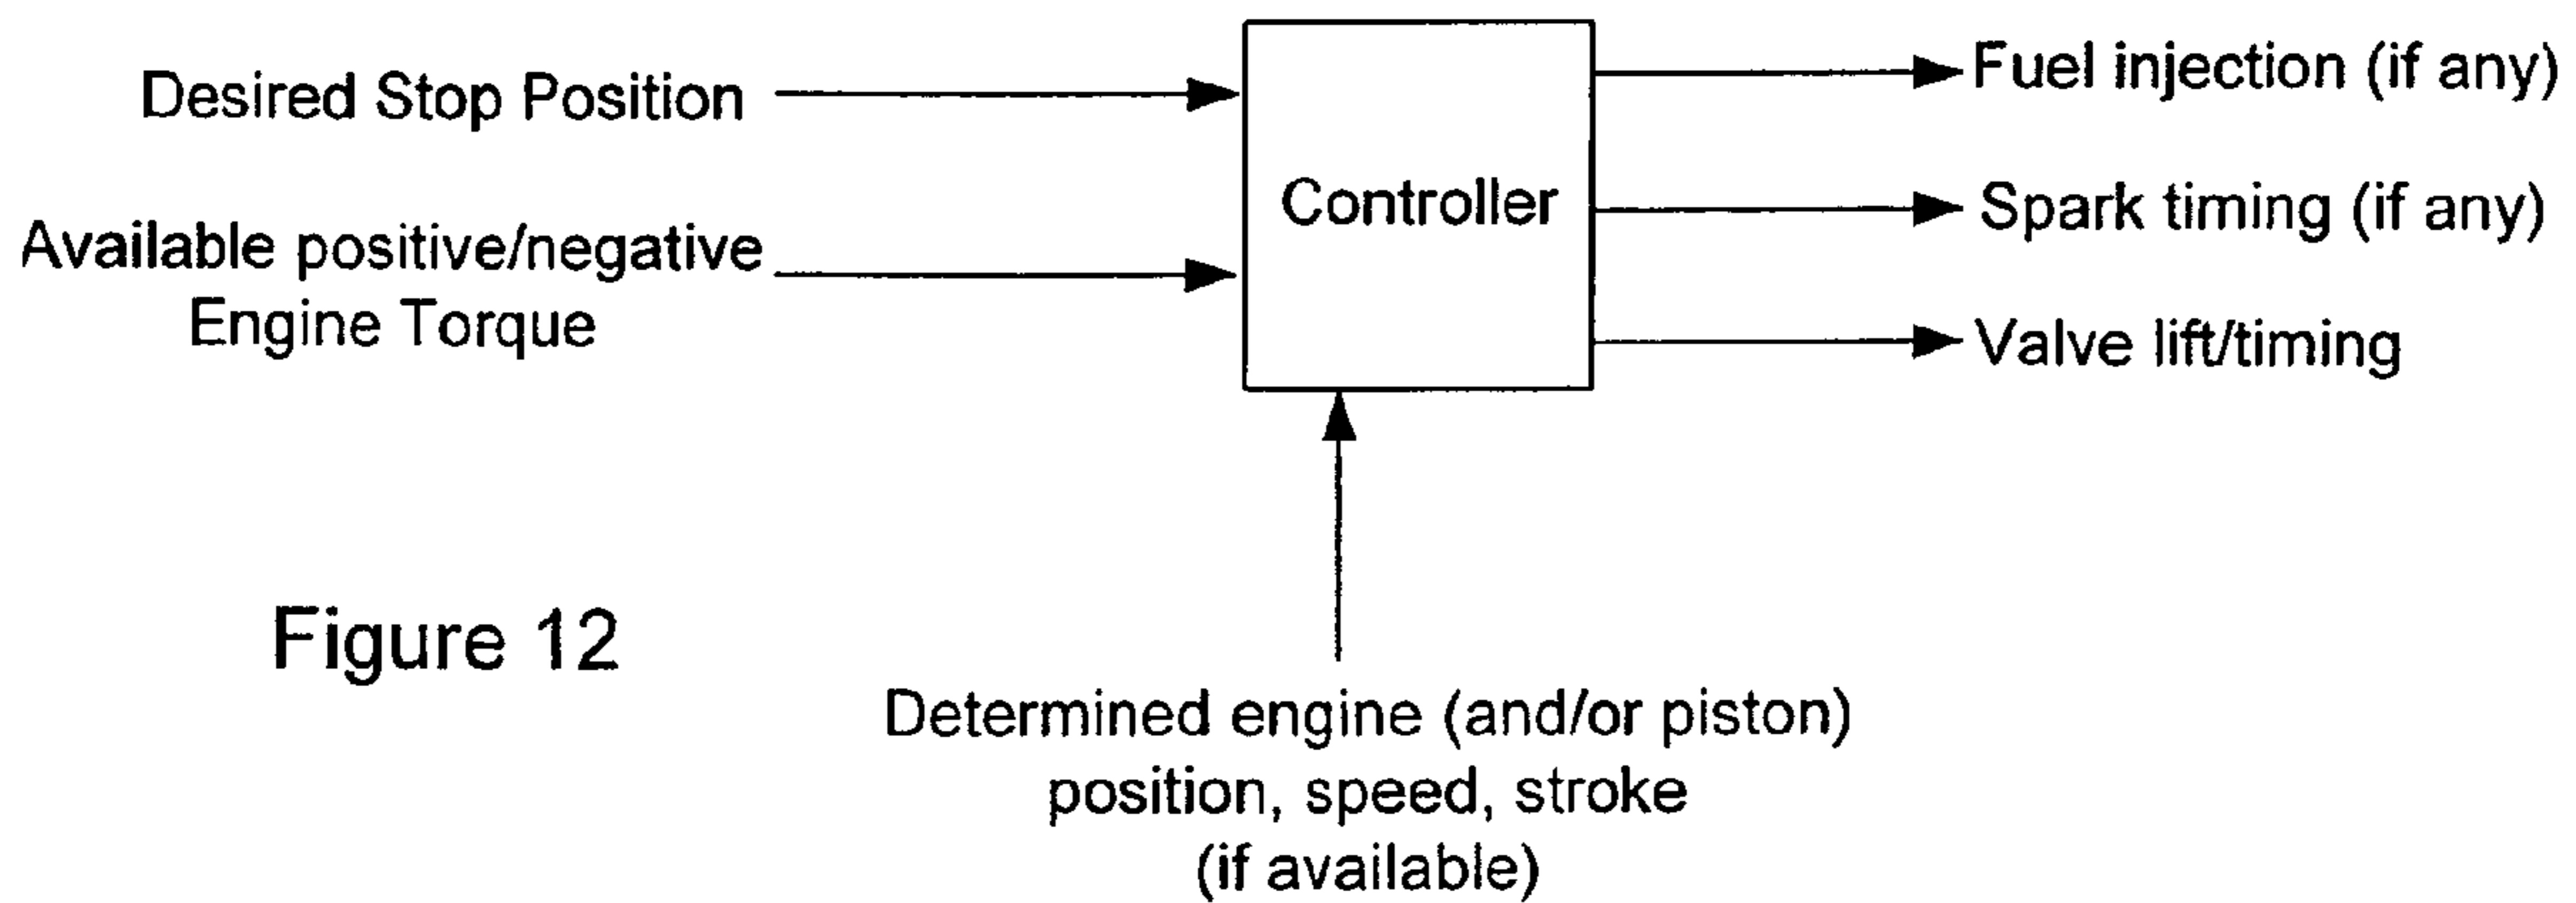 Desired Stop Position
Available positive/negative
Engine Torque
Controller
Fuel injection (if any)
Spark timing (if any)
Valve lift/timing
Determined engine (and/or piston)
position, speed, stroke
(if available)
Figure 12